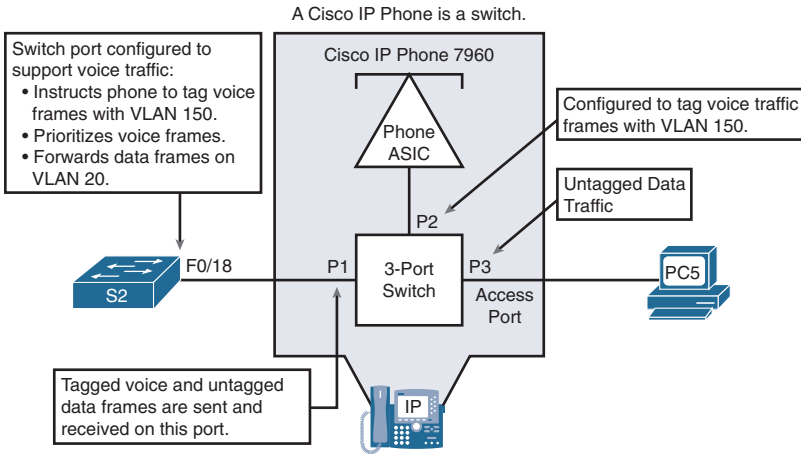 A Cisco IP Phone is a switch.
Switch port configured to
support voice traffic:
• Instructs phone to tag voice
frames with VLAN 150.
• Prioritizes voice frames.
• Forwards data frames on
VLAN 20.
Cisco IP Phone 7960
Phone
ASIC
Configured to tag voice traffic
frames with VLAN 150.
Untagged Data
Traffic
P2
F0/18
P1
3-Port
Switch
P3
Access
Port
S2
PC5
Tagged voice and untagged
data frames are sent and
received on this port.
IP